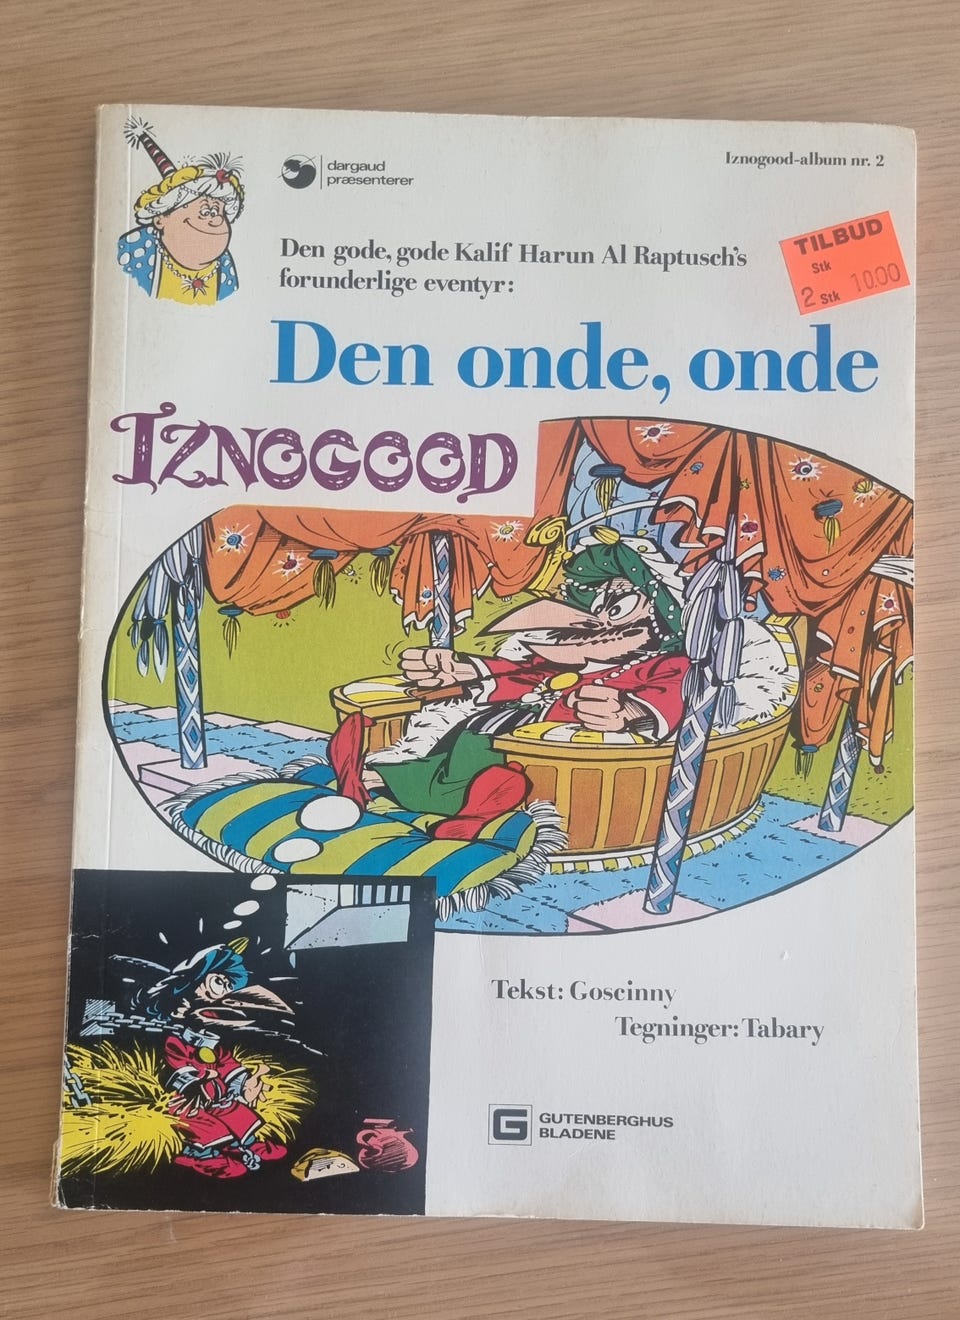 dargaud
præsenterer
Iznogood-album nr. 2
Den gode, gode Kalif Harun Al Raptusch's
forunderlige eventyr:
TILBUD
Stk
2 Stk 10.00
Den onde, onde
IZNOGOOD
Tekst: Goscinny
Tegninger: Tabary
G
GUTENBERGHUS
BLADENE